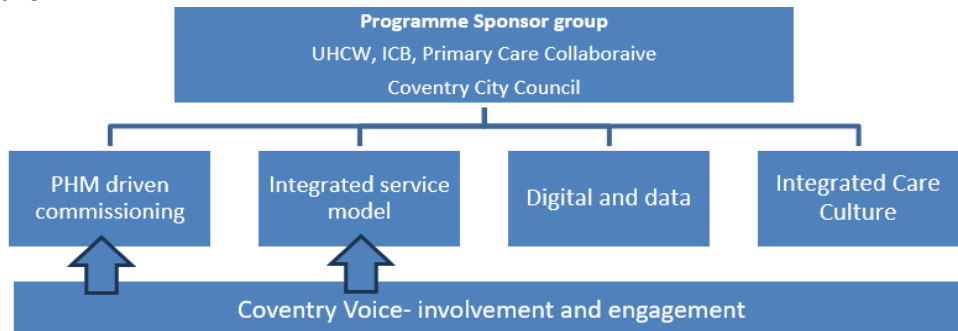 Programme Sponsor group
UHCW, ICB, Primary Care Collaboraive
Coventry City Council
PHM driven
commissioning
Integrated service
model
Digital and data
Integrated Care
Culture
Coventry Voice- involvement and engagement